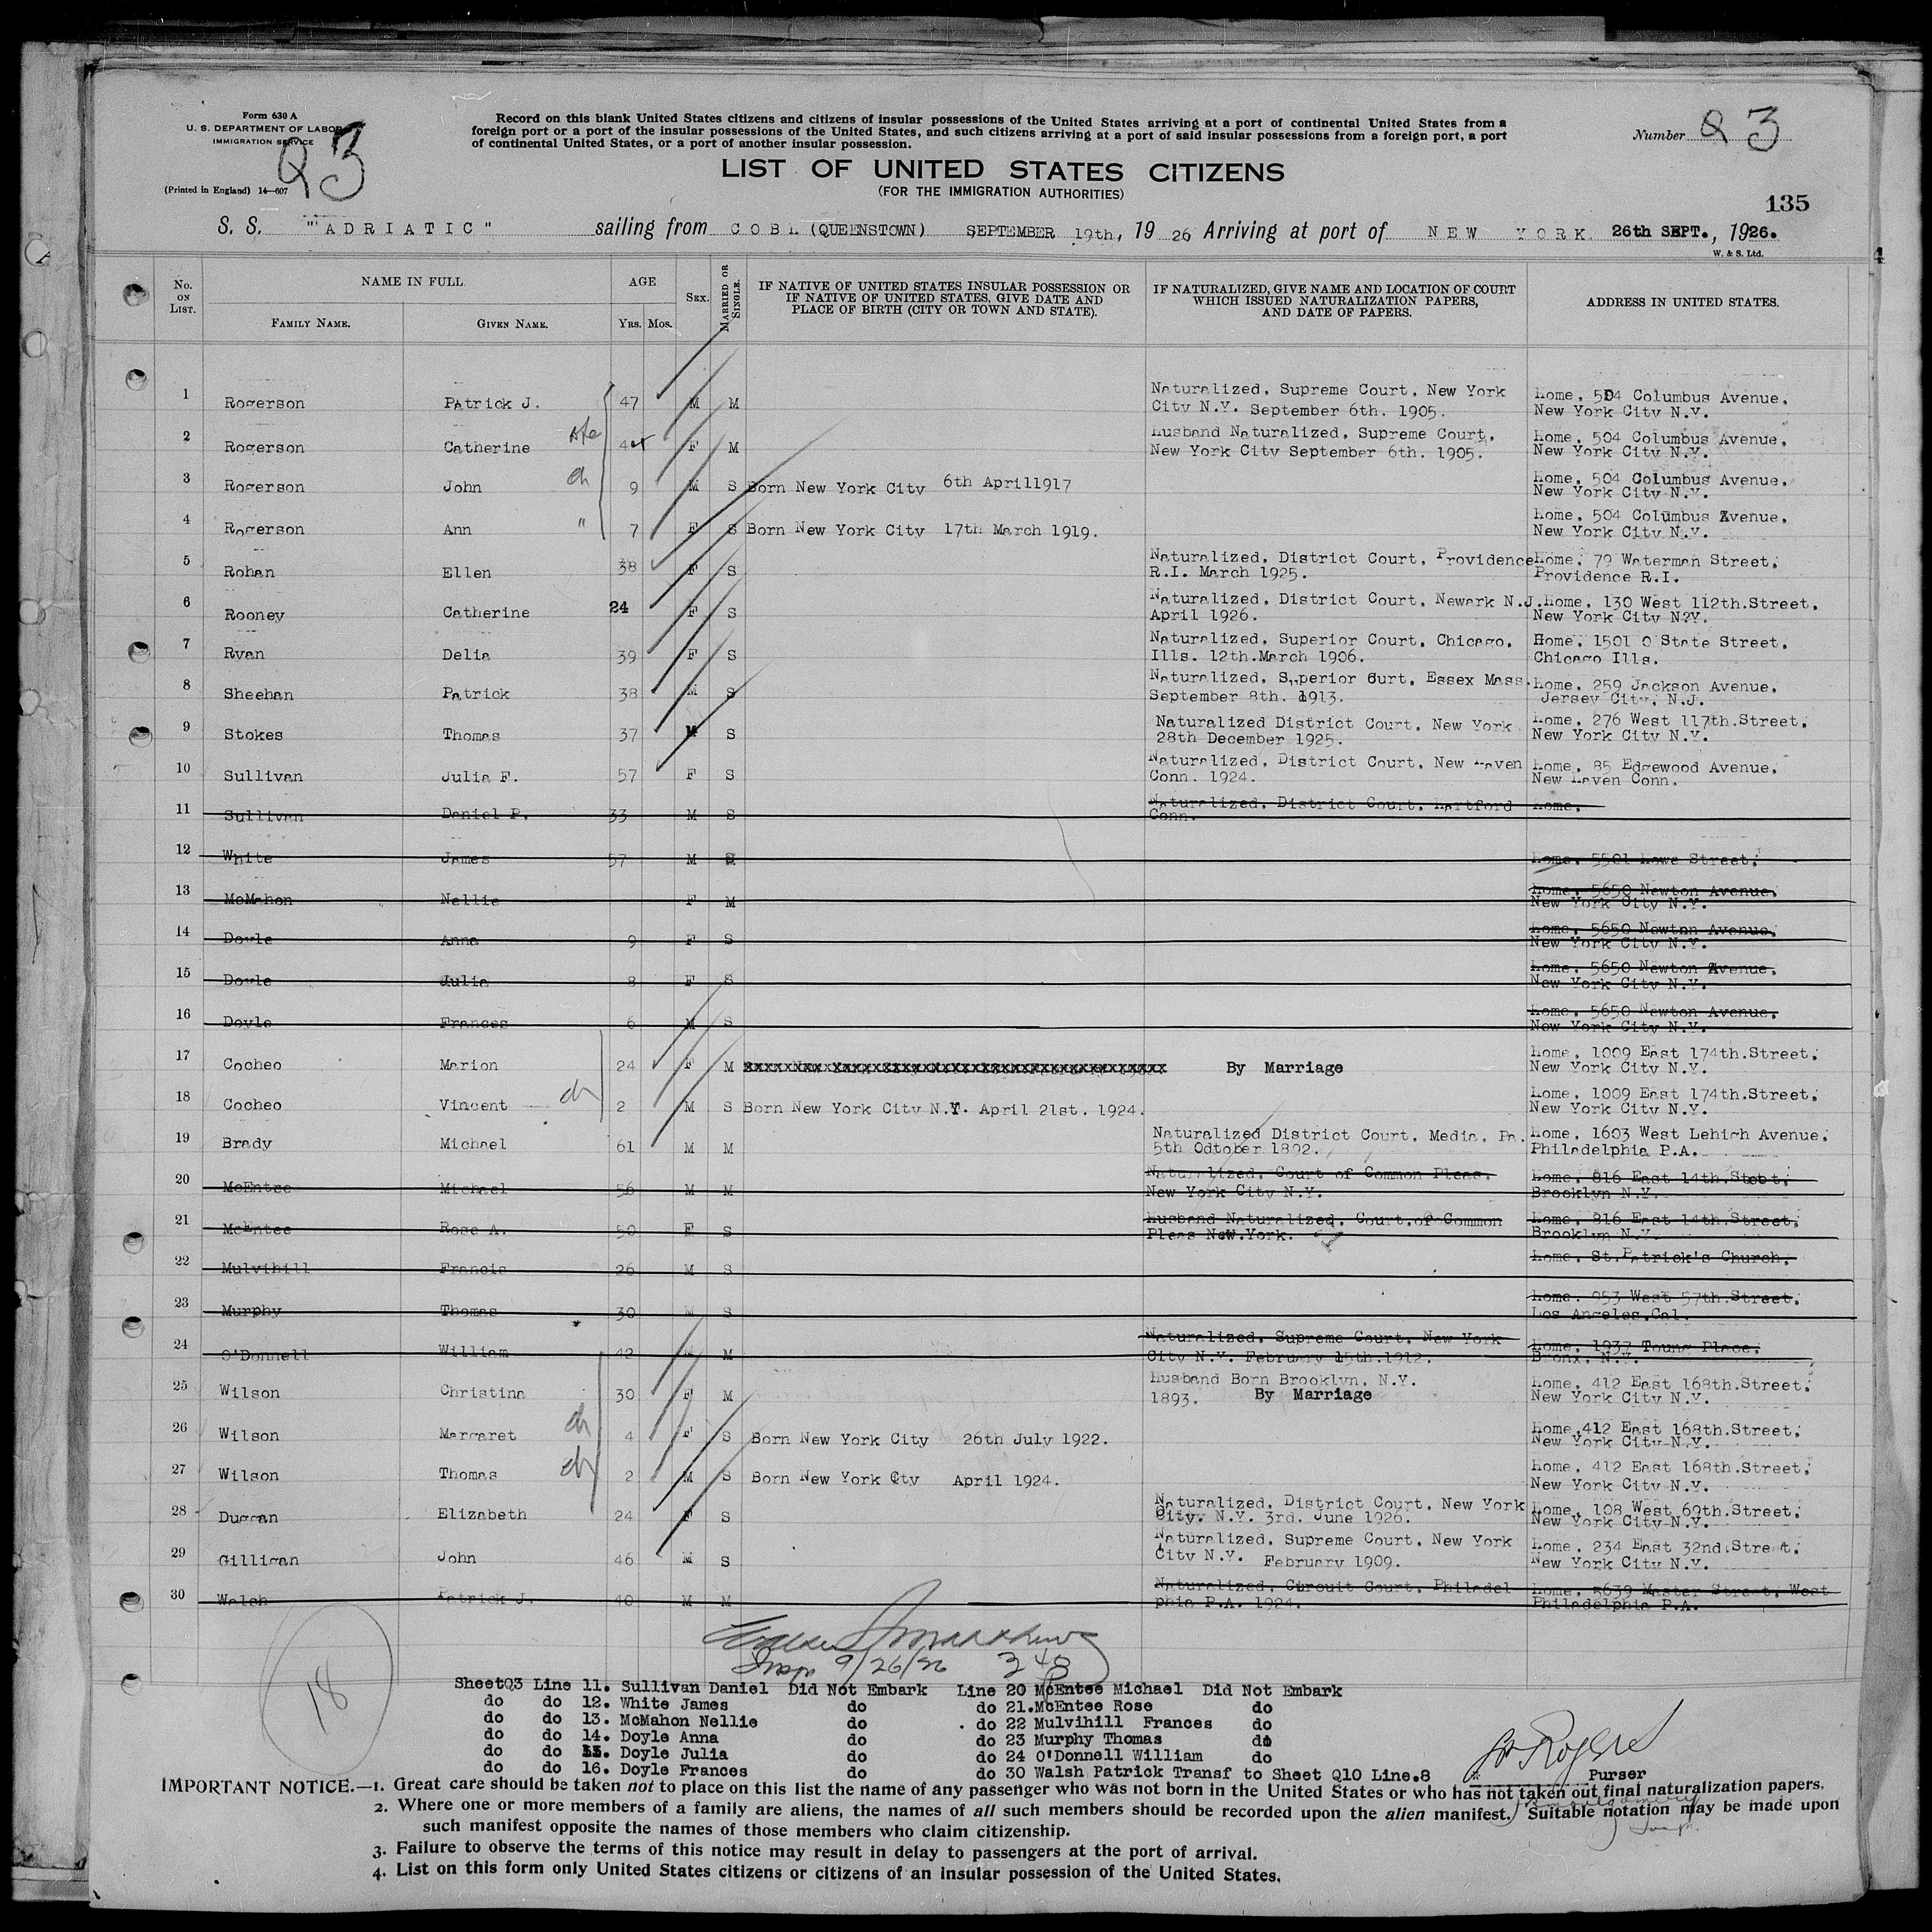 Form 630 A
U. S. DEPARTMENT OF LABOR
IMMIGRATION SERVICE
Q3
(Printed in England) 14—607
Record on this blank United States citizens and citizens of insular possessions of the United States arriving at a port of continental United States from a
foreign port or a port of the insular possessions of the United States, and such citizens arriving at a port of said insular possessions from a foreign port, a port
of continental United States, or a port of another insular possession.
Number Q 3
LIST OF UNITED STATES CITIZENS
(FOR THE IMMIGRATION AUTHORITIES)
135
S. S. "ADRIATIC" sailing from COBH (QUEENSTOWN) SEPTEMBER 19th, 1926 Arriving at port of NEW YORK. 26th SEPT., 1926.
W. & S. Ltd.
No. ON LIST.
NAME IN FULL
FAMILY NAME.
GIVEN NAME.
AGE
YRS. MOS.
SEX.
MARRIED OR SINGLE.
IF NATIVE OF UNITED STATES INSULAR POSSESSION OR
IF NATIVE OF UNITED STATES, GIVE DATE AND
PLACE OF BIRTH (CITY OR TOWN AND STATE).
IF NATURALIZED, GIVE NAME AND LOCATION OF COURT
WHICH ISSUED NATURALIZATION PAPERS,
AND DATE OF PAPERS.
ADDRESS IN UNITED STATES.
1 Rogerson Patrick J. 47 M M Naturalized, Supreme Court, New York Home, 504 Columbus Avenue,
City N.Y. September 6th. 1905. New York City N.Y.
2 Rogerson Catherine wfe F M Husband Naturalized, Supreme Court, Home, 504 Columbus Avenue,
New York City September 6th. 1905. New York City N.Y.
3 Rogerson John ch 9 M S Born New York City 6th April1917 Home, 504 Columbus Avenue,
New York City N.Y.
4 Rogerson Ann " 7 F S Born New York City 17th March 1919. Home, 504 Columbus Avenue,
New York City N.Y.
5 Rohan Ellen 38 F S Naturalized, District Court, Providence Home, 79 Waterman Street,
R.I. March 1925. Providence R.I.
6 Rooney Catherine 24 F S Naturalized, District Court, Newark N.J. Home, 130 West 112th.Street,
April 1926. New York City N?Y.
7 Ryan Delia 39 F S Naturalized, Superior Court, Chicago, Home, 1501 O State Street,
Ills. 12th.March 1906. Chicago Ills.
8 Sheehan Patrick 38 M S Naturalized, Superior Curt, Essex Mass. Home, 259 Jackson Avenue,
September 8th. 1913. Jersey City, N.J.
9 Stokes Thomas 37 M S Naturalized District Court, New York Home, 276 West 117th.Street,
28th December 1925. New York City N.Y.
10 Sullivan Julia F. 57 F S Naturalized, District Court, New Haven Home, 85 Edgewood Avenue,
Conn. 1924. New Haven Conn.
11 Sullivan Daniel P. 33 M S Naturalized, District Court, Hartford Home,
Conn.
12 White James 57 M Home, 5501 Lowe Street,
13 McMahon Nellie F M Home, 5650 Newton Avenue,
New York City N.Y.
14 Doyle Anna 9 F S Home, 5650 Newton Avenue,
New York City N.Y.
15 Doyle Julia 8 F S Home, 5650 Newton Avenue,
New York City N.Y.
16 Doyle Frances 6 M S Home, 5650 Newton Avenue,
New York City N.Y.
17 Cocheo Marion 24 F M By Marriage Home, 1009 East 174th.Street,
New York City N.Y.
18 Cocheo Vincent ch 2 M S Born New York City N.Y. April 21st. 1924. Home, 1009 East 174th.Street,
New York City N.Y.
19 Brady Michael 61 M M Naturalized District Court, Media, Pa. Home, 1603 West Lehigh Avenue,
5th Odtober 1892. Philadelphia P.A.
20 McEntee Michael 56 M M Naturalized, Court of Common Pleas, Home, 816 East 14th.
New York City N.Y. Brooklyn N.Y.
21 McEntee Rose A. 50 F S Husband Naturalized, Court,of Common Home, 816 East 14th.Street,
Pleas New.York. Brooklyn N.Y.
22 Mulvihill Francis 26 M S Home, St.Patrick's Church,
23 Murphy Thomas 30 M S Home, 953 West 57th.Street,
Los Angeles,Cal.
24 O'Donnell William 42 M M Naturalized, Supreme Court, New York Home, 1937 Toung Place,
City N.Y. February 15th.1912. Bronx, N.Y.
25 Wilson Christina 30 F M Husband Born Brooklyn, N.Y. Home, 412 East 168th.Street,
1893. By Marriage New York City N.Y.
26 Wilson Margaret ch 4 F S Born New York City 26th July 1922. Home,412 East 168th.Street,
New York City N.Y.
27 Wilson Thomas ch 2 M S Born New York City April 1924. Home, 412 East 168th.Street,
New York City N.Y.
28 Duggan Elizabeth 24 F S Naturalized, District Court, New York Home, 108 West 69th.Street,
City, N.Y. 3rd. June 1926. New York City N.Y.
29 Gilligan John 46 M S Naturalized, Supreme Court, New York Home, 234 East 32nd.Street,
City N.Y. February 1909. New York City N.Y.
30 Walsh Patrick J. 40 M M Naturalized, Circuit Court, Philadel Home, 5639 Master Street, West
phia P.A. 1924. Philadelphia P.A.
Insp 9/26/26
18
SheetQ3 Line 11. Sullivan Daniel Did Not Embark Line 20 McEntee Michael Did Not Embark
do do 12. White James do do 21.McEntee Rose do
do do 13. McMahon Nellie do do 22 Mulvihill Frances do
do do 14. Doyle Anna do do 23 Murphy Thomas do
do do 15. Doyle Julia do do 24 O'Donnell William do
do do 16. Doyle Frances do do 30 Walsh Patrick Transf to Sheet Q10 Line.8
Purser
IMPORTANT NOTICE.—1. Great care should be taken not to place on this list the name of any passenger who was not born in the United States or who has not taken out final naturalization papers.
2. Where one or more members of a family are aliens, the names of all such members should be recorded upon the alien manifest. Suitable notation may be made upon
such manifest opposite the names of those members who claim citizenship.
3. Failure to observe the terms of this notice may result in delay to passengers at the port of arrival.
4. List on this form only United States citizens or citizens of an insular possession of the United States.